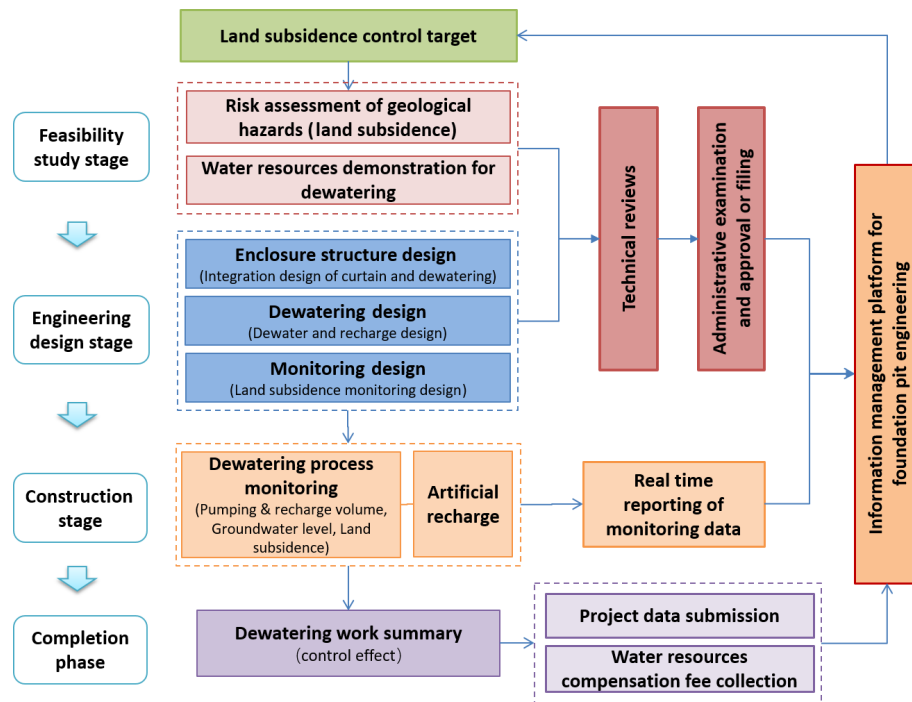 Land subsidence control target
Feasibility
study stage
Risk assessment of geological
hazards (land subsidence)
Water resources demonstration for
dewatering
Engineering
design stage
Enclosure structure design
(Integration design of curtain and dewatering)
Dewatering design
(Dewater and recharge design)
Monitoring design
(Land subsidence monitoring design)
Technical reviews
Administrative examination
and approval or filing
Information management platform for
foundation pit engineering
Construction
stage
Dewatering process
monitoring
(Pumping & recharge volume,
Groundwater level, Land
subsidence)
Artificial
recharge
Real time
reporting of
monitoring data
Completion
phase
Dewatering work summary
(control effect)
Project data submission
Water resources
compensation fee collection